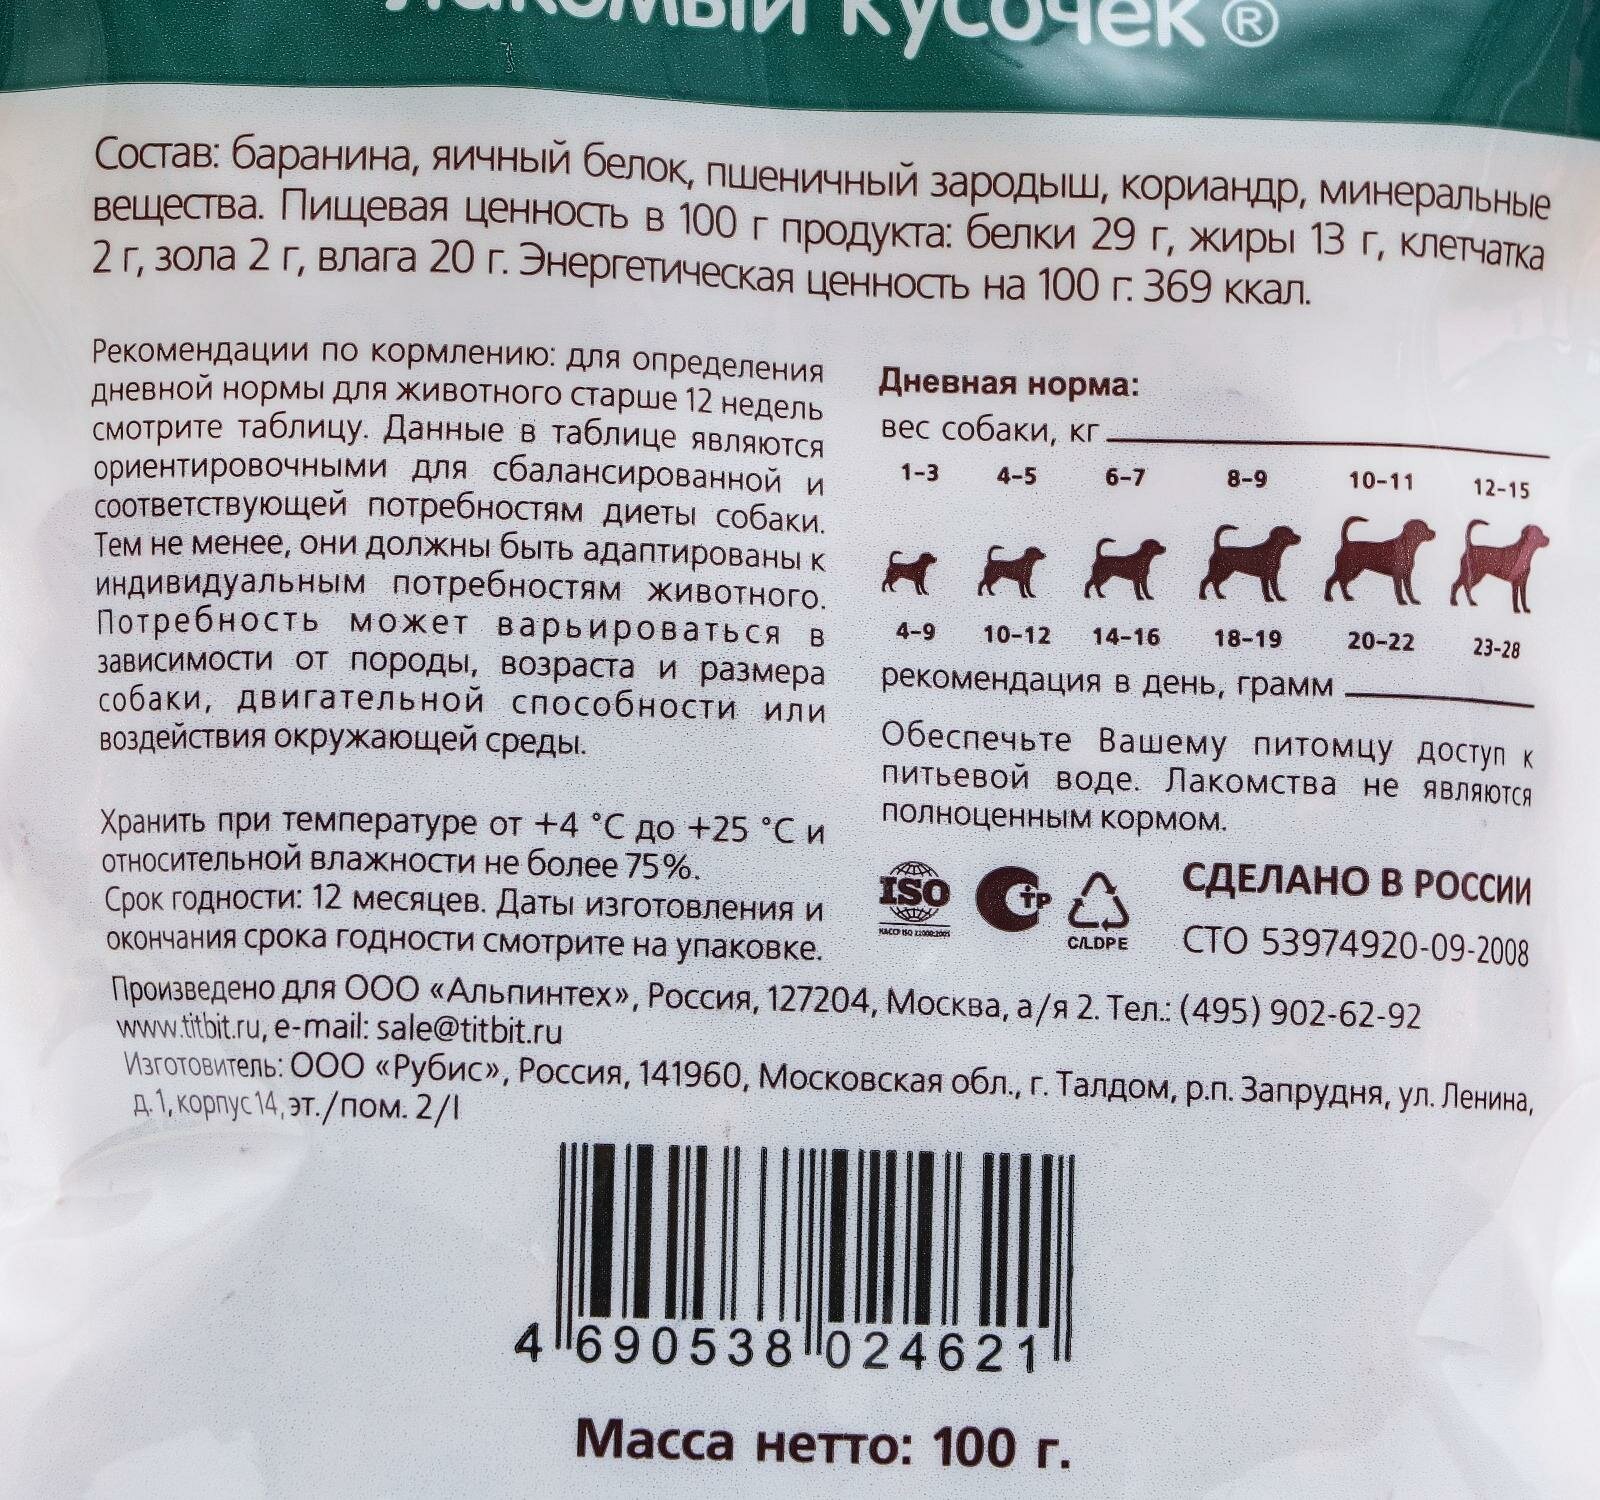 Лакомый кусочек ®
Состав: баранина, яичный белок, пшеничный зародыш, кориандр, минеральные
вещества. Пищевая ценность в 100 г продукта: белки 29 г, жиры 13 г, клетчатка
2 г, зола 2 г, влага 20 г. Энергетическая ценность на 100 г: 369 ккал.
Рекомендации по кормлению: для определения
дневной нормы для животного старше 12 недель
смотрите таблицу. Данные в таблице являются
ориентировочными для сбалансированной и
соответствующей потребностям диеты собаки.
Тем не менее, они должны быть адаптированы к
индивидуальным потребностям животного.
Потребность может варьироваться в
зависимости от породы, возраста и размера
собаки, двигательной способности или
воздействия окружающей среды.
Хранить при температуре от +4 °C до +25 °C и
относительной влажности не более 75%.
Срок годности: 12 месяцев. Даты изготовления и
окончания срока годности смотрите на упаковке.
Дневная норма:
вес собаки, кг
1-3 4-5 6-7 8-9 10-11 12-15
4-9 10-12 14-16 18-19 20-22 23-28
рекомендация в день, грамм
Обеспечьте Вашему питомцу доступ к
питьевой воде. Лакомства не являются
полноценным кормом.
ISO
HACCP ISO 22000:2005
ТР
C/LDPE
СДЕЛАНО В РОССИИ
СТО 53974920-09-2008
Произведено для ООО «Альпинтех», Россия, 127204, Москва, а/я 2. Тел.: (495) 902-62-92
www.titbit.ru, e-mail: sale@titbit.ru
Изготовитель: ООО «Рубис», Россия, 141960, Московская обл., г. Талдом, р.п. Запрудня, ул. Ленина,
д. 1, корпус 14, эт./пом. 2/I
4 690538 024621
Масса нетто: 100 г.